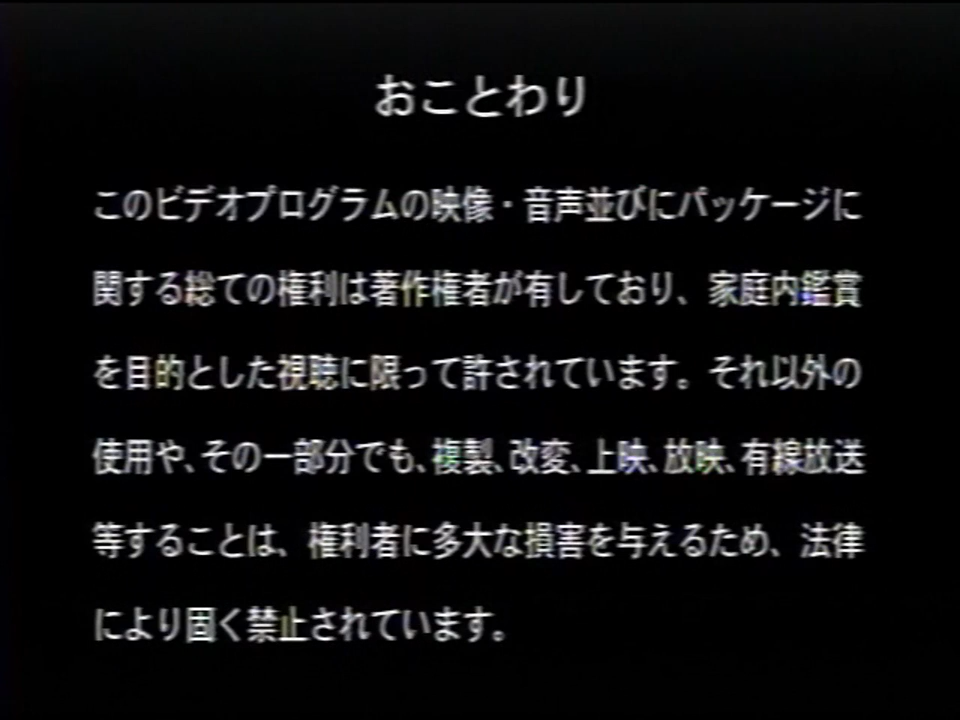 おことわり
このビデオプログラムの映像・音声並びにパッケージに
関する総ての権利は著作権者が有しており、家庭内鑑賞
を目的とした視聴に限って許されています。それ以外の
使用や、その一部分でも、複製、改変、上映、放映、有線放送
等することは、権利者に多大な損害を与えるため、法律
により固く禁止されています。